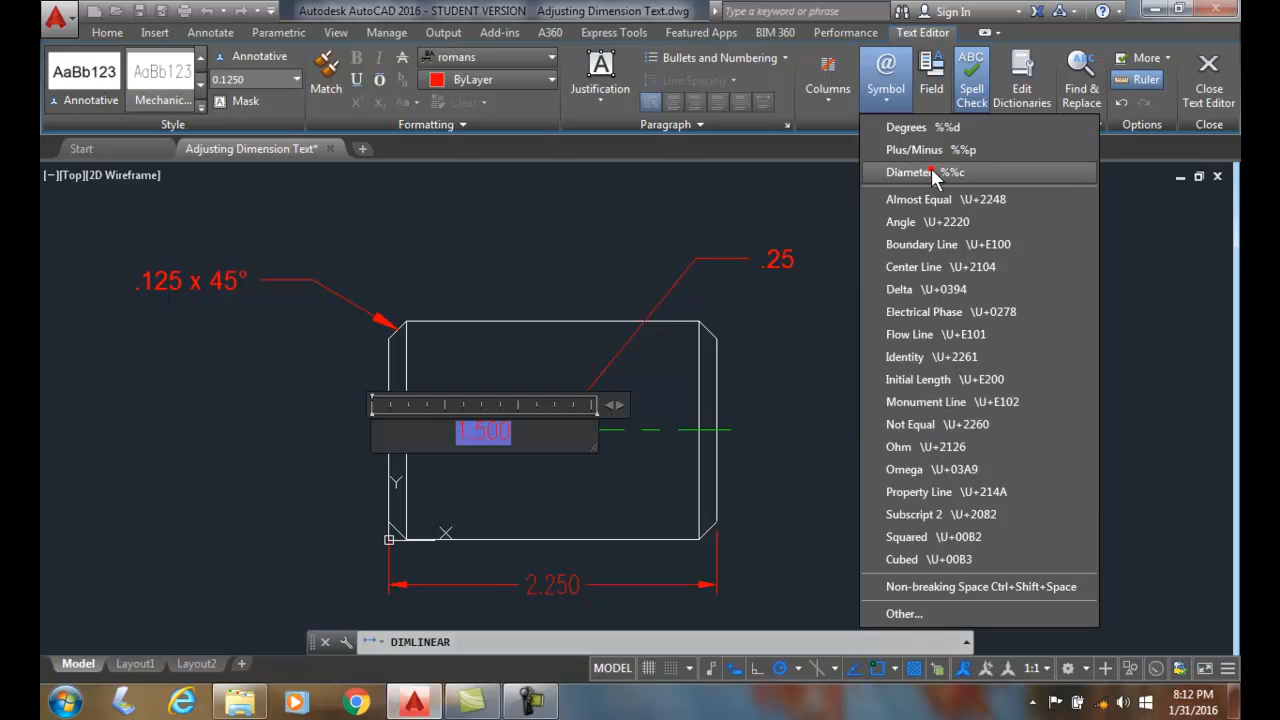 Autodesk AutoCAD 2016 - STUDENT VERSION Adjusting Dimension Text.dwg
Type a keyword or phrase
Sign In
Home Insert Annotate Parametric View Manage Output Add-ins A360 Express Tools Featured Apps BIM 360 Performance Text Editor
AaBb123 AaBb123
Annotative Mechanic...
Annotative
0.1250
Mask
Style
Match
B I A
U O
romans
ByLayer
Aa
Clear
Formatting
A
Justification
Bullets and Numbering
Line Spacing
Paragraph
Columns
@
Symbol
Field
ABC
Spell
Check
Edit
Dictionaries
Find &
Replace
More
Ruler
Options
Close
Text Editor
Close
Start Adjusting Dimension Text*
[−][Top][2D Wireframe]
Degrees %%d
Plus/Minus %%p
Diameter %%c
Almost Equal \U+2248
Angle \U+2220
Boundary Line \U+E100
Center Line \U+2104
Delta \U+0394
Electrical Phase \U+0278
Flow Line \U+E101
Identity \U+2261
Initial Length \U+E200
Monument Line \U+E102
Not Equal \U+2260
Ohm \U+2126
Omega \U+03A9
Property Line \U+214A
Subscript 2 \U+2082
Squared \U+00B2
Cubed \U+00B3
Non-breaking Space Ctrl+Shift+Space
Other...
.125 x 45°
.25
1.500
Y
X
2.250
DIMLINEAR
Model Layout1 Layout2
MODEL
1:1
8:12 PM
1/31/2016